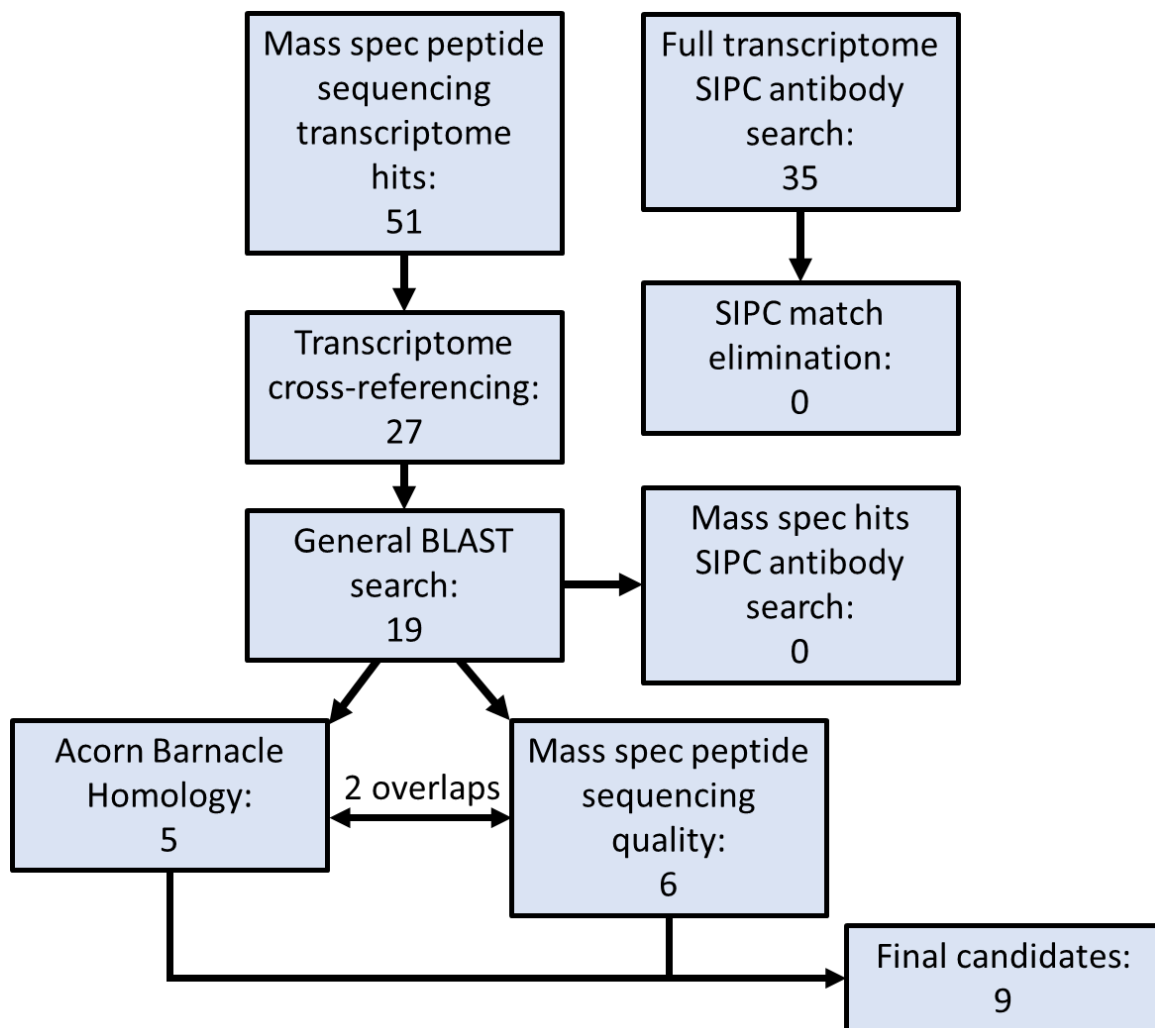 Mass spec peptide
sequencing
transcriptome
hits:
51
Full transcriptome
SIPC antibody
search:
35
Transcriptome
cross-referencing:
27
SIPC match
elimination:
0
General BLAST
search:
19
Mass spec hits
SIPC antibody
search:
0
Acorn Barnacle
Homology:
5
2 overlaps
Mass spec peptide
sequencing
quality:
6
Final candidates:
9